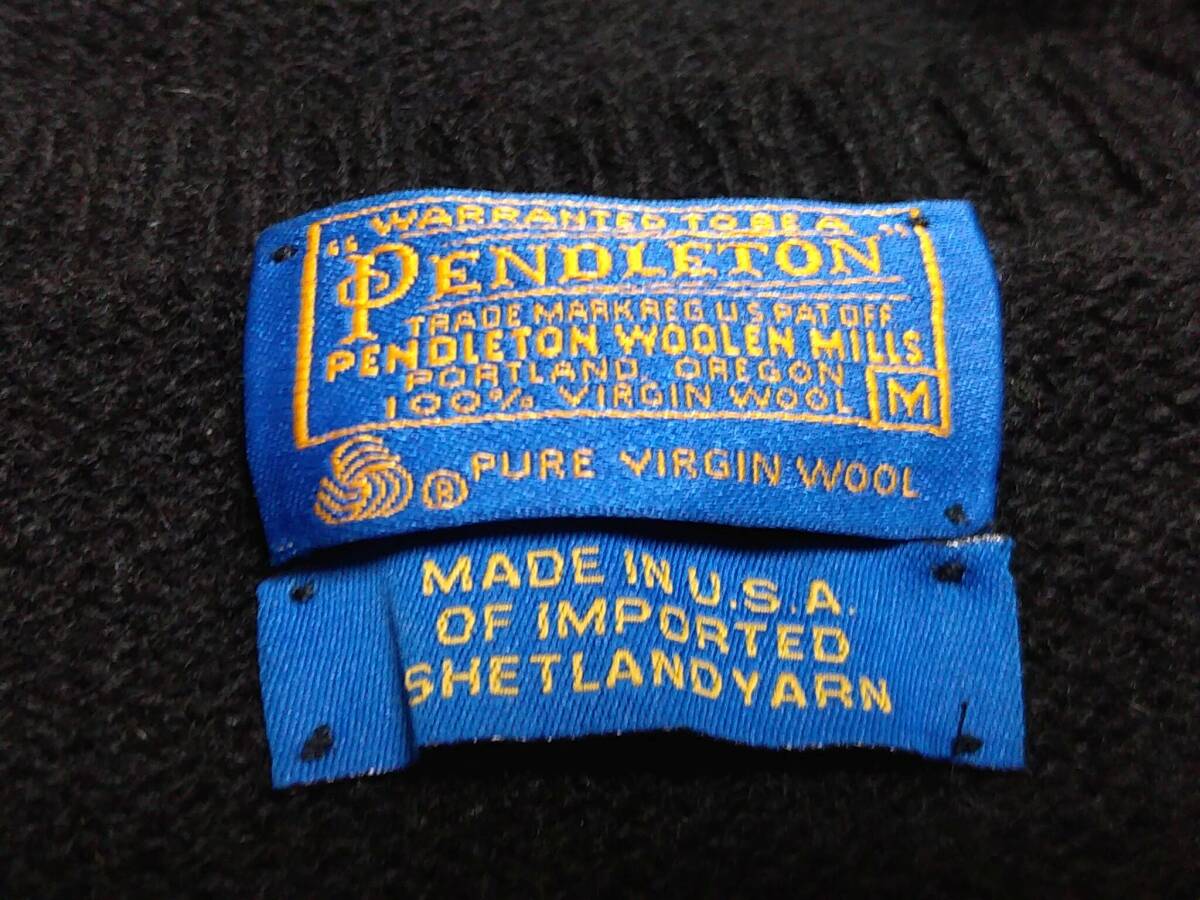 "WARRANTED TO BE A"
PENDLETON
TRADE MARK REG U S PAT OFF
PENDLETON WOOLEN MILLS
PORTLAND, OREGON
100% VIRGIN WOOL M
® PURE VIRGIN WOOL
MADE IN U.S.A.
OF IMPORTED
SHETLAND YARN